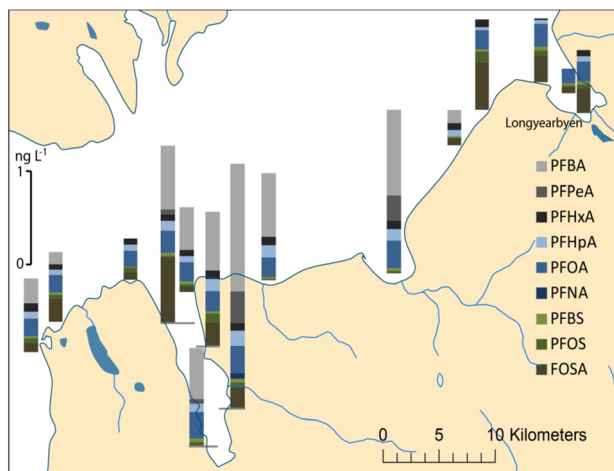 Longyearbyen
ng L-1
1
0
PFBA
PFPeA
PFHxA
PFHpA
PFOA
PFNA
PFBS
PFOS
FOSA
0 5 10 Kilometers